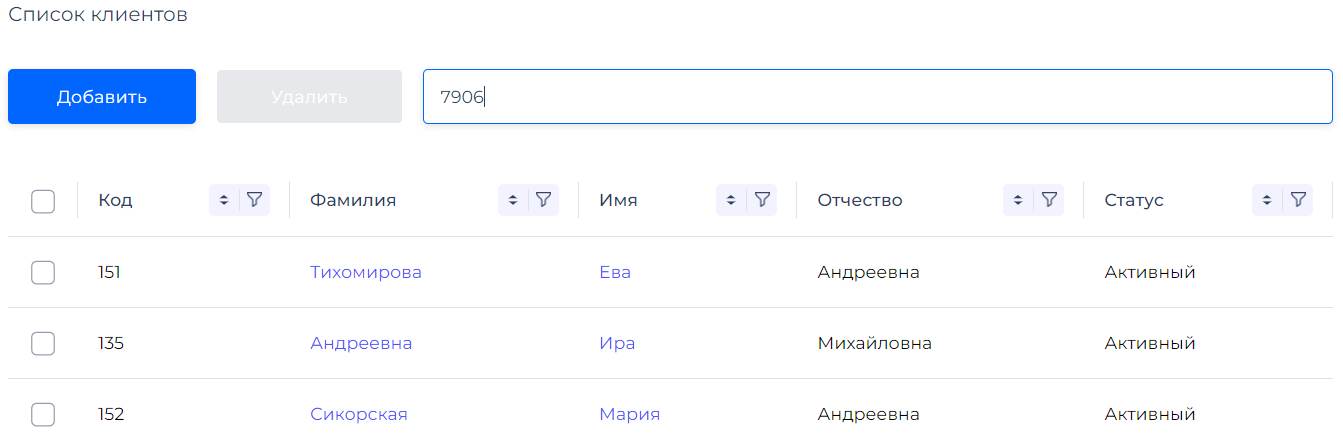 Список клиентов
Добавить Удалить 7906
Код Фамилия Имя Отчество Статус
151 Тихомирова Ева Андреевна Активный
135 Андреевна Ира Михайловна Активный
152 Сикорская Мария Андреевна Активный